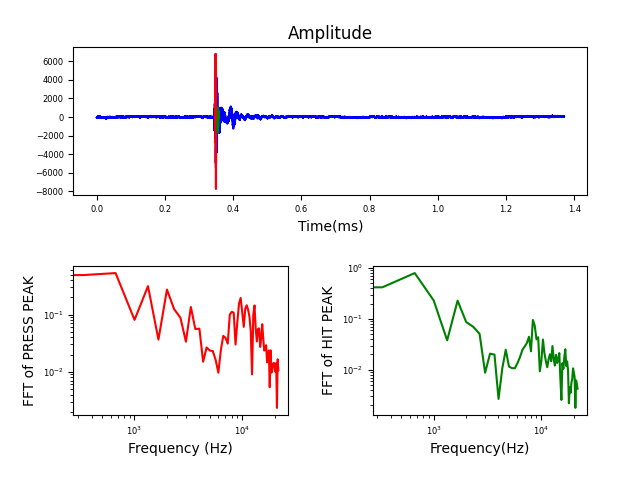 Amplitude
6000
4000
2000
0
−2000
−4000
−6000
−8000
0.0 0.2 0.4 0.6 0.8 1.0 1.2 1.4
Time(ms)
FFT of PRESS PEAK
10⁻¹
10⁻²
10³ 10⁴
Frequency (Hz)
FFT of HIT PEAK
10⁰
10⁻¹
10⁻²
10³ 10⁴
Frequency(Hz)